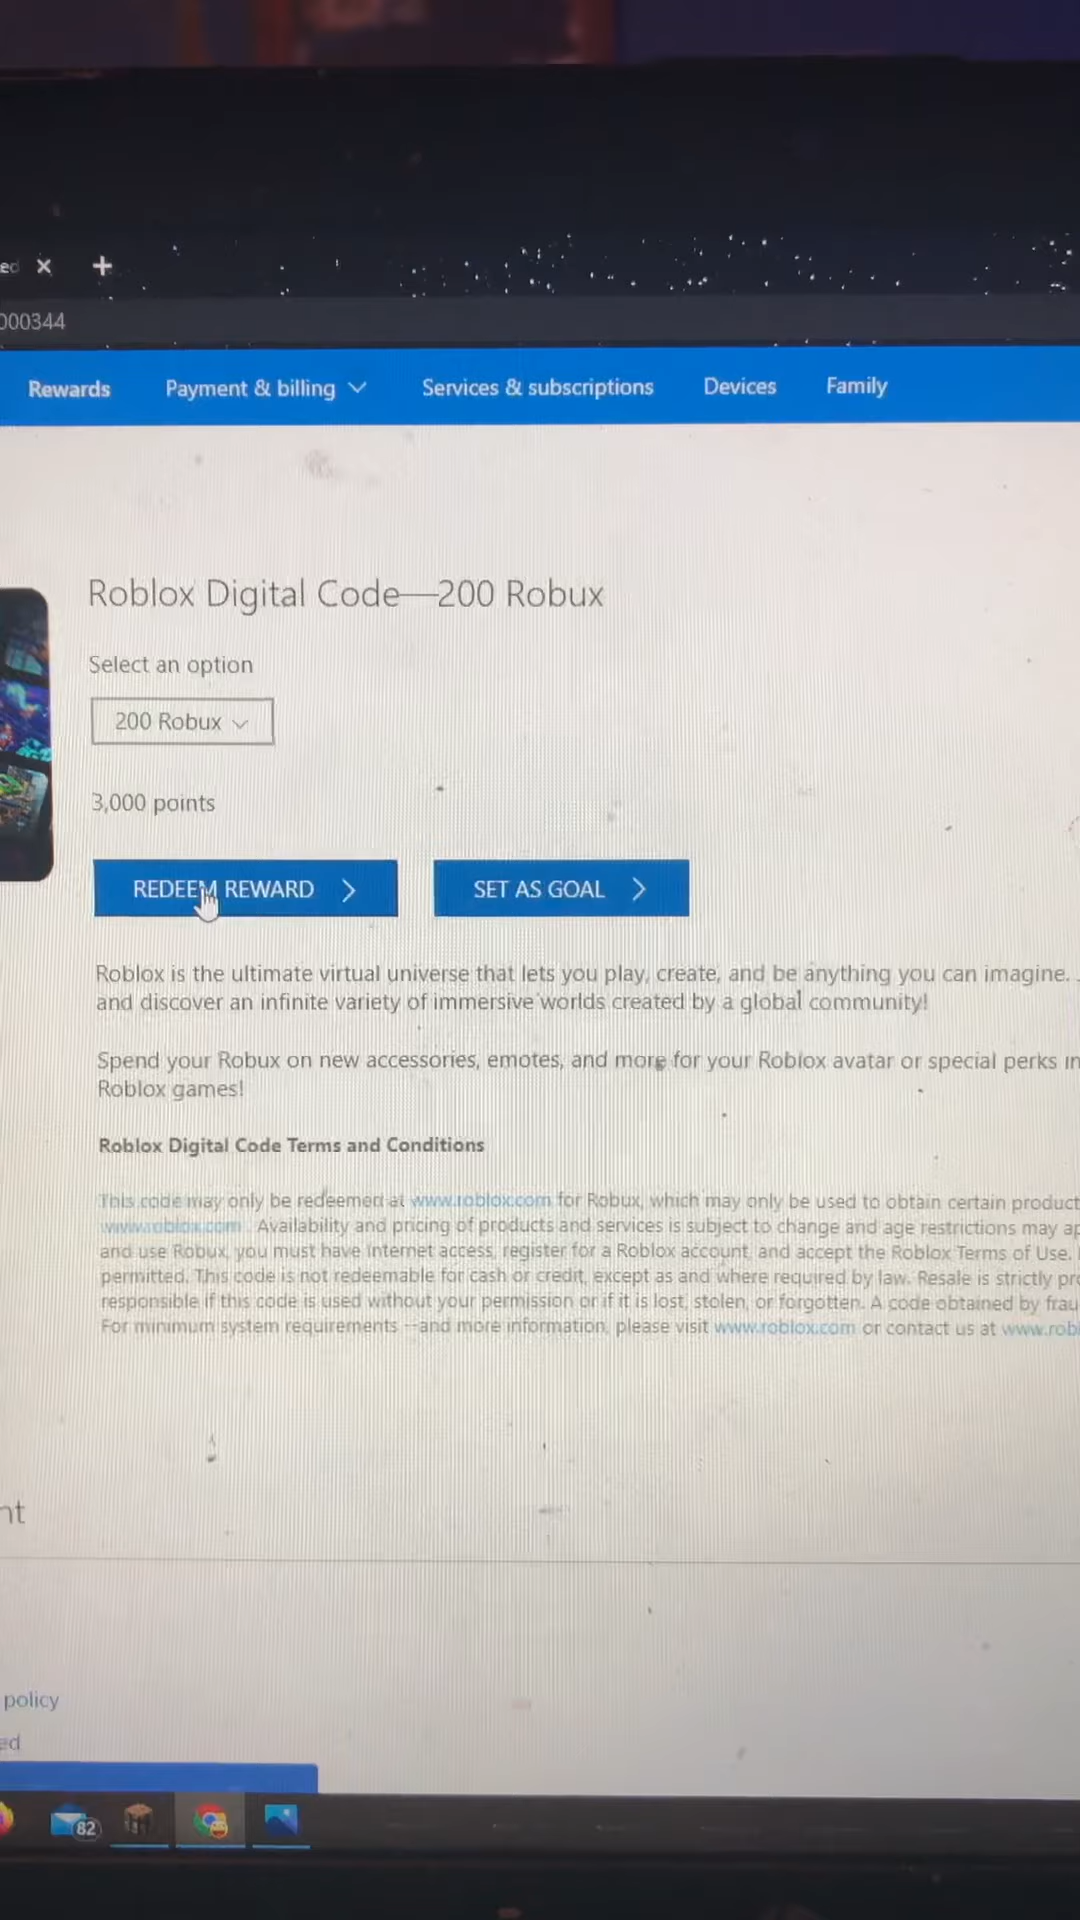 000344
Rewards Payment & billing Services & subscriptions Devices Family
Roblox Digital Code—200 Robux
Select an option
200 Robux
3,000 points
REDEEM REWARD SET AS GOAL
Roblox is the ultimate virtual universe that lets you play, create, and be anything you can imagine.
and discover an infinite variety of immersive worlds created by a global community!
Spend your Robux on new accessories, emotes, and more for your Roblox avatar or special perks in
Roblox games!
Roblox Digital Code Terms and Conditions
This code may only be redeemed at www.roblox.com for Robux, which may only be used to obtain certain product
www.roblox.com. Availability and pricing of products and services is subject to change and age restrictions may ap
and use Robux, you must have Internet access, register for a Roblox account, and accept the Roblox Terms of Use.
permitted. This code is not redeemable for cash or credit, except as and where required by law. Resale is strictly pro
responsible if this code is used without your permission or if it is lost, stolen, or forgotten. A code obtained by frau
For minimum system requirements --and more information, please visit www.roblox.com or contact us at www.robl
nt
policy
ed
82